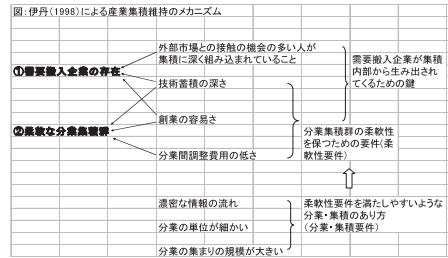 図：伊丹（1998）による産業集積維持のメカニズム
外部市場との接触の機会の多い人が
集積に深く組み込まれていること
①需要搬入企業の存在
技術蓄積の深さ
需要搬入企業が集積
内部から生み出され
てくるための鍵
創業の容易さ
②柔軟な分業集積群
分業間調整費用の低さ
分業集積群の柔軟性
を保つための要件（柔
軟性要件）
濃密な情報の流れ
分業の単位が細かい
分業の集まりの規模が大きい
柔軟性要件を満たしやすいような
分業・集積のあり方
（分業・集積要件）